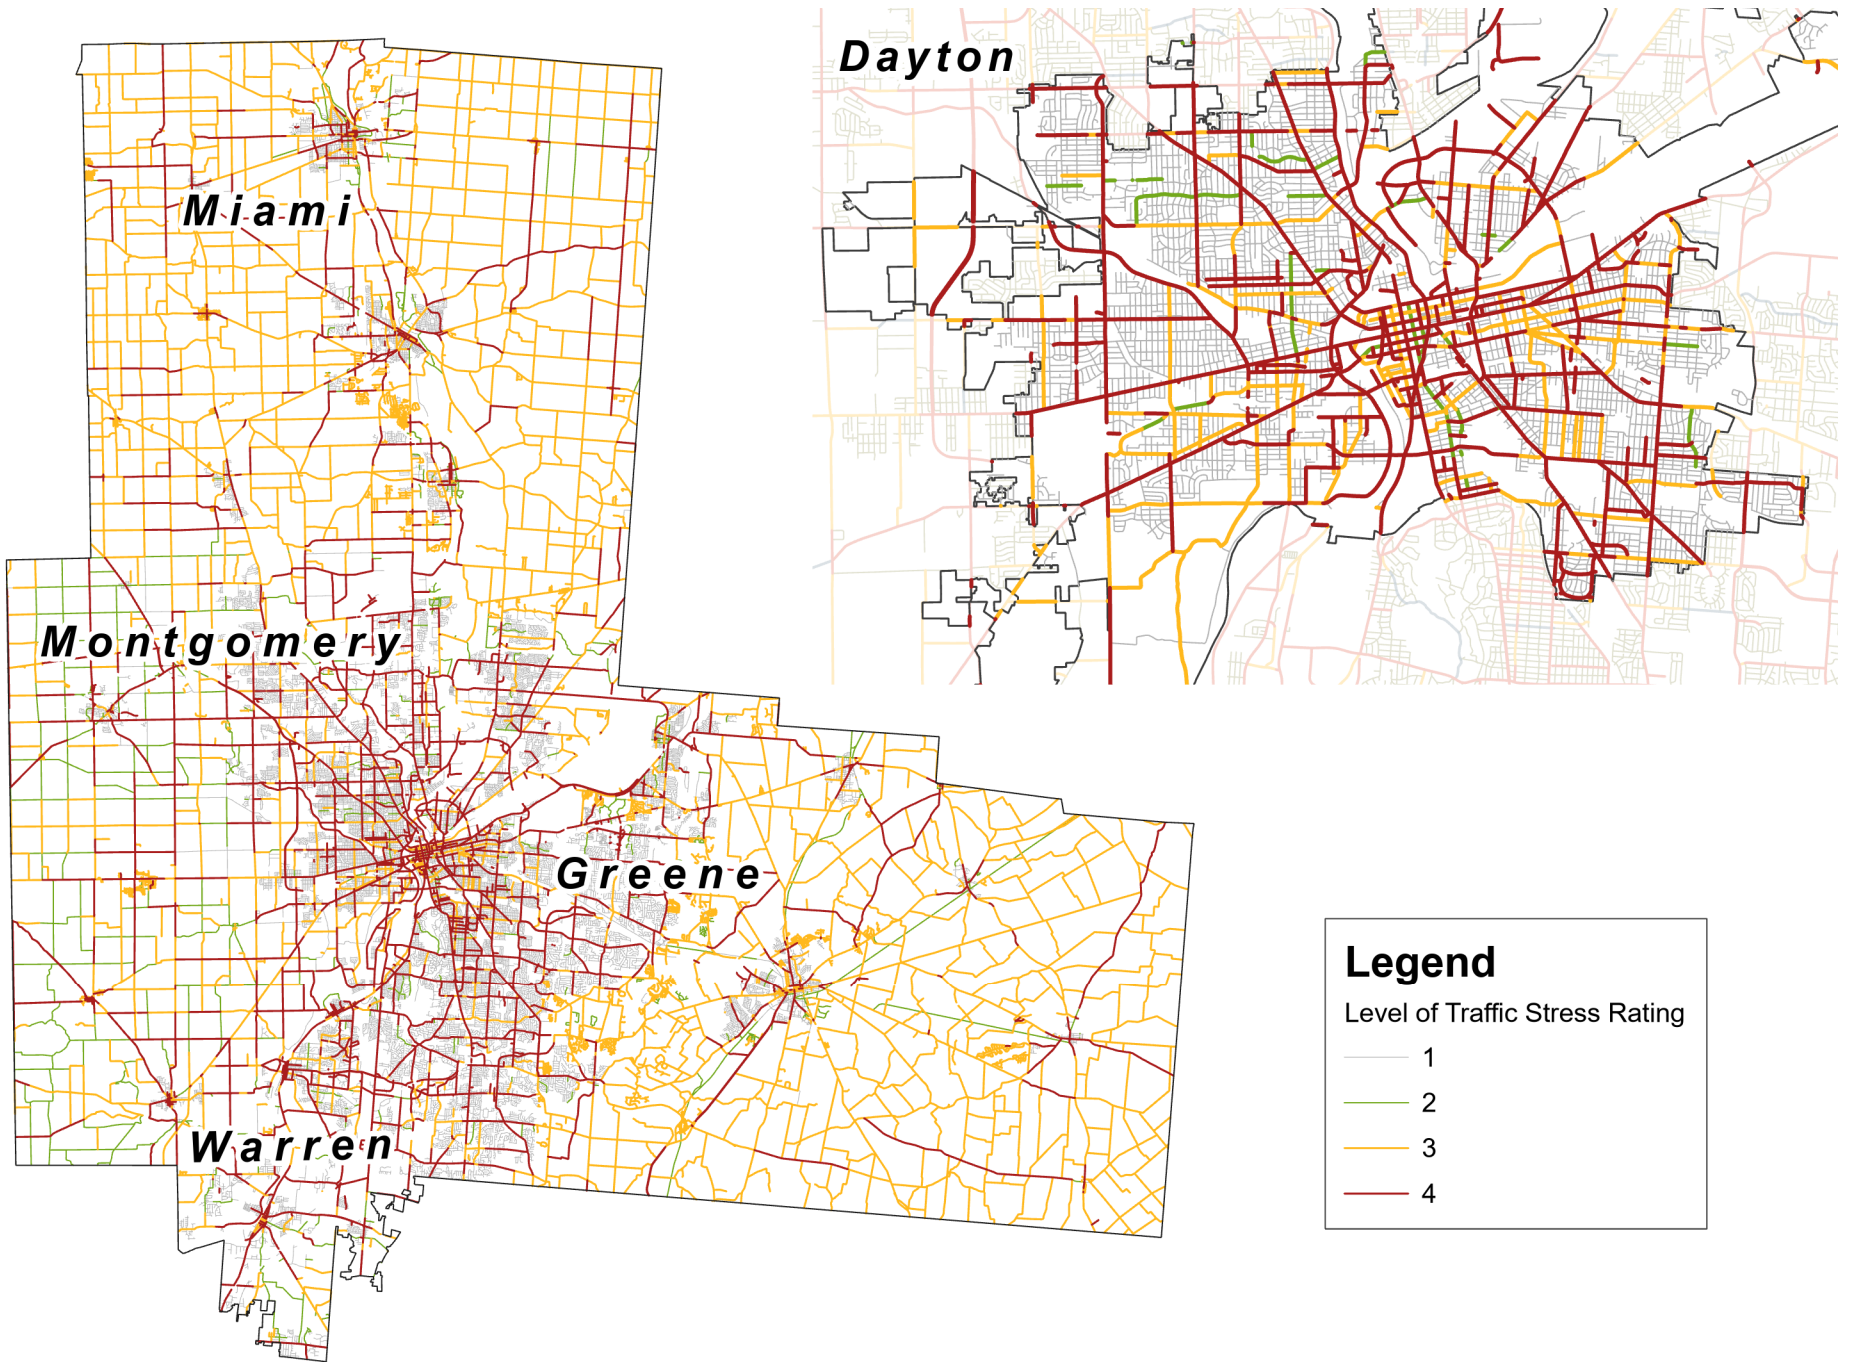 Dayton
Miami
Montgomery
Greene
Warren
Legend
Level of Traffic Stress Rating
1
2
3
4